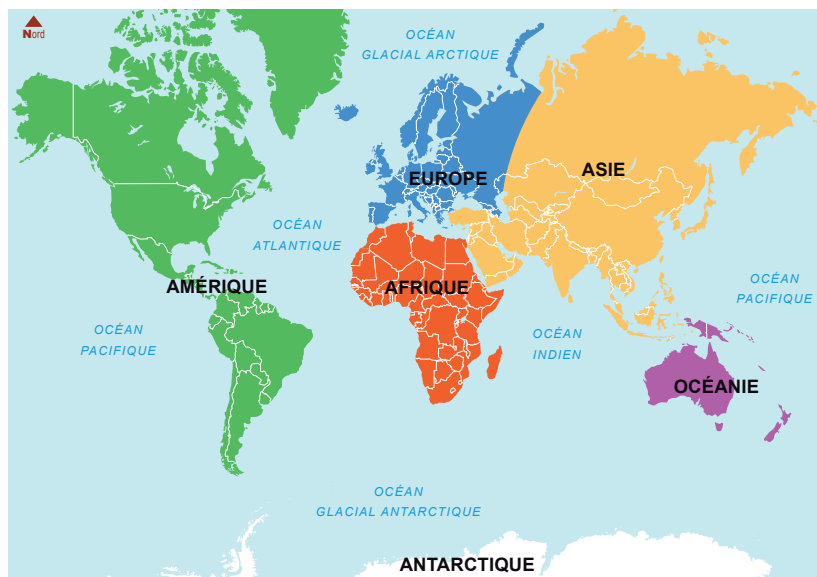 Nord
OCÉAN
GLACIAL ARCTIQUE
EUROPE
ASIE
OCÉAN
ATLANTIQUE
AMÉRIQUE
AFRIQUE
OCÉAN
PACIFIQUE
OCÉAN
PACIFIQUE
OCÉAN
INDIEN
OCÉANIE
OCÉAN
GLACIAL ANTARCTIQUE
ANTARCTIQUE